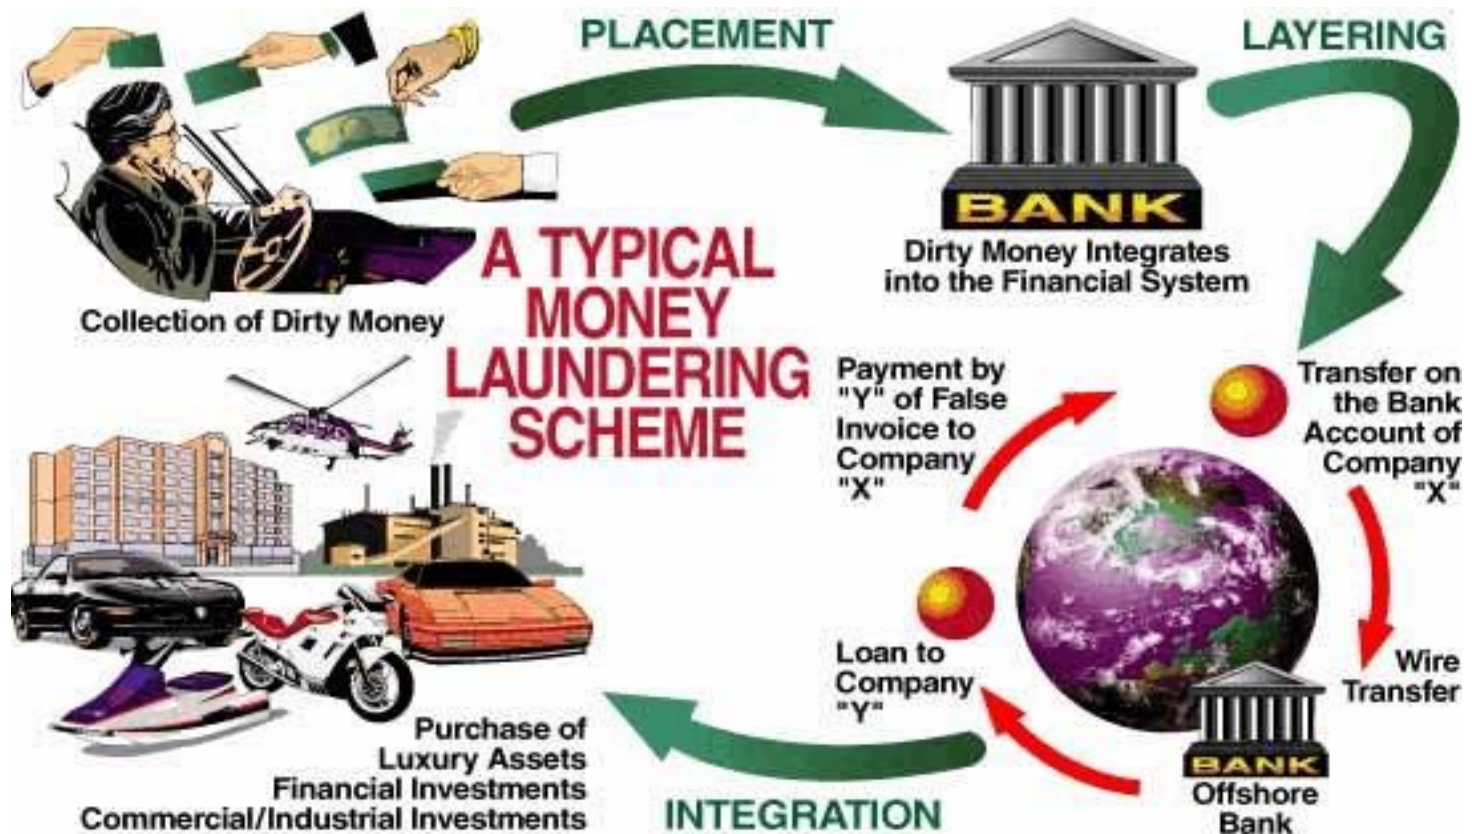 PLACEMENT
LAYERING
BANK
Dirty Money Integrates
into the Financial System
A TYPICAL
MONEY
LAUNDERING
SCHEME
Collection of Dirty Money
Payment by
"Y" of False
Invoice to
Company
"X"
Transfer on
the Bank
Account of
Company
"X"
Wire
Transfer
Loan to
Company
"Y"
BANK
Offshore
Bank
INTEGRATION
Purchase of
Luxury Assets
Financial Investments
Commercial/Industrial Investments